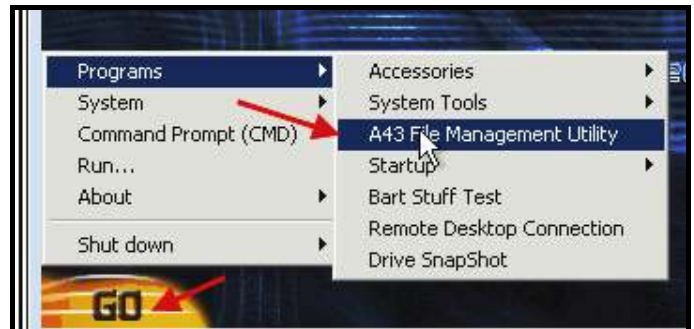 Programs
System
Command Prompt (CMD)
Run...
About
Shut down
GO
Accessories
System Tools
A43 File Management Utility
Startup
Bart Stuff Test
Remote Desktop Connection
Drive SnapShot